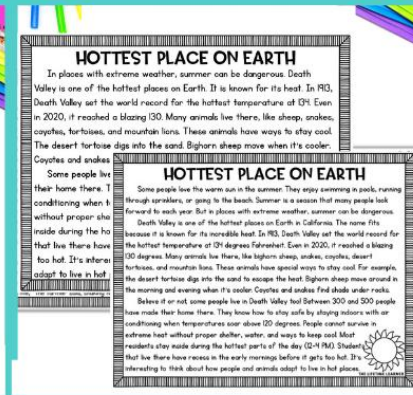 HOTTEST PLACE ON EARTH
In places with extreme weather, summer can be dangerous. Death
Valley is one of the hottest places on Earth. It is known for its heat. In 1913,
Death Valley set the world record for the hottest temperature at 134. Even
in 2020, it reached a blazing 130. Many animals live there, like sheep, snakes,
coyotes, tortoises, and mountain lions. These animals have ways to stay cool.
The desert tortoise digs into the sand. Bighorn sheep move when it's cooler.
Coyotes and snakes
Some people live
their home there. T
conditioning when t
without proper she
inside during the ho
that live there have
too hot. It's intere
adapt to live in hot
HOTTEST PLACE ON EARTH
Some people love the warm sun in the summer. They enjoy swimming in pools, running
through sprinklers, or going to the beach. Summer is a season that many people look
forward to each year. But in places with extreme weather, summer can be dangerous.
Death Valley is one of the hottest places on Earth in California. The name fits
because it is known for its incredible heat. In 1913, Death Valley set the world record for
the hottest temperature at 134 degrees Fahrenheit. Even in 2020, it reached a blazing
130 degrees. Many animals live there, like bighorn sheep, snakes, coyotes, desert
tortoises, and mountain lions. These animals have special ways to stay cool. For example,
the desert tortoise digs into the sand to escape the heat. Bighorn sheep move around in
the morning and evening when it's cooler. Coyotes and snakes find shade under rocks.
Believe it or not, some people live in Death Valley too! Between 300 and 500 people
have made their home there. They know how to stay safe by staying indoors with air
conditioning when temperatures soar above 120 degrees. People cannot survive in
extreme heat without proper shelter, water, and ways to keep cool. Most
residents stay inside during the hottest parts of the day (12-4 PM). Students
that live there have recess in the early mornings before it gets too hot. It's
interesting to think about how people and animals adapt to live in hot places.
THE LIFETIME LEARNER